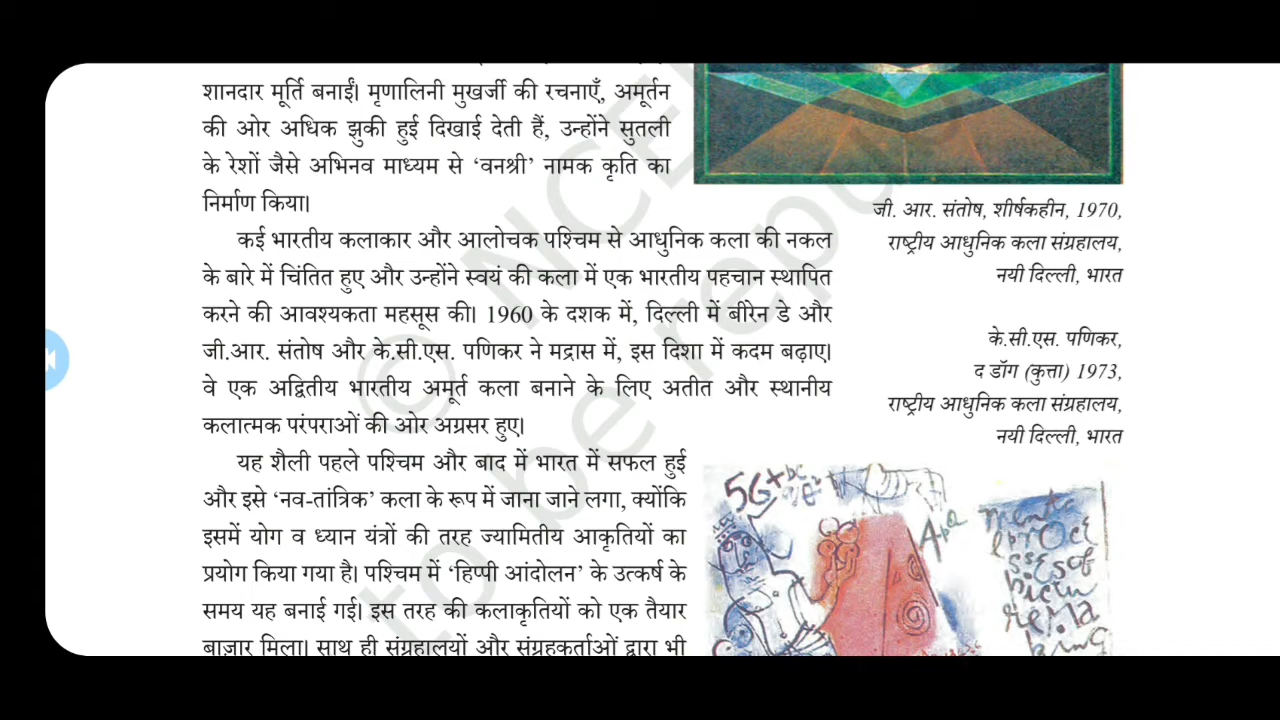 शानदार मूर्ति बनाईं। मृणालिनी मुखर्जी की रचनाएँ, अमूर्तन
की ओर अधिक झुकी हुई दिखाई देती हैं, उन्होंने सुतली
के रेशों जैसे अभिनव माध्यम से ‘वनश्री’ नामक कृति का
निर्माण किया।
जी. आर. संतोष, शीर्षकहीन, 1970,
राष्ट्रीय आधुनिक कला संग्रहालय,
नयी दिल्ली, भारत
कई भारतीय कलाकार और आलोचक पश्चिम से आधुनिक कला की नकल
के बारे में चिंतित हुए और उन्होंने स्वयं की कला में एक भारतीय पहचान स्थापित
करने की आवश्यकता महसूस की। 1960 के दशक में, दिल्ली में बीरेन डे और
जी.आर. संतोष और के.सी.एस. पणिकर ने मद्रास में, इस दिशा में कदम बढ़ाए।
वे एक अद्वितीय भारतीय अमूर्त कला बनाने के लिए अतीत और स्थानीय
कलात्मक परंपराओं की ओर अग्रसर हुए।
के.सी.एस. पणिकर,
द डॉग (कुत्ता) 1973,
राष्ट्रीय आधुनिक कला संग्रहालय,
नयी दिल्ली, भारत
यह शैली पहले पश्चिम और बाद में भारत में सफल हुई
और इसे ‘नव-तांत्रिक’ कला के रूप में जाना जाने लगा, क्योंकि
इसमें योग व ध्यान यंत्रों की तरह ज्यामितीय आकृतियों का
प्रयोग किया गया है। पश्चिम में ‘हिप्पी आंदोलन’ के उत्कर्ष के
समय यह बनाई गई। इस तरह की कलाकृतियों को एक तैयार
बाज़ार मिला। साथ ही संग्रहालयों और संग्रहकर्ताओं द्वारा भी
© NCE
to be repu